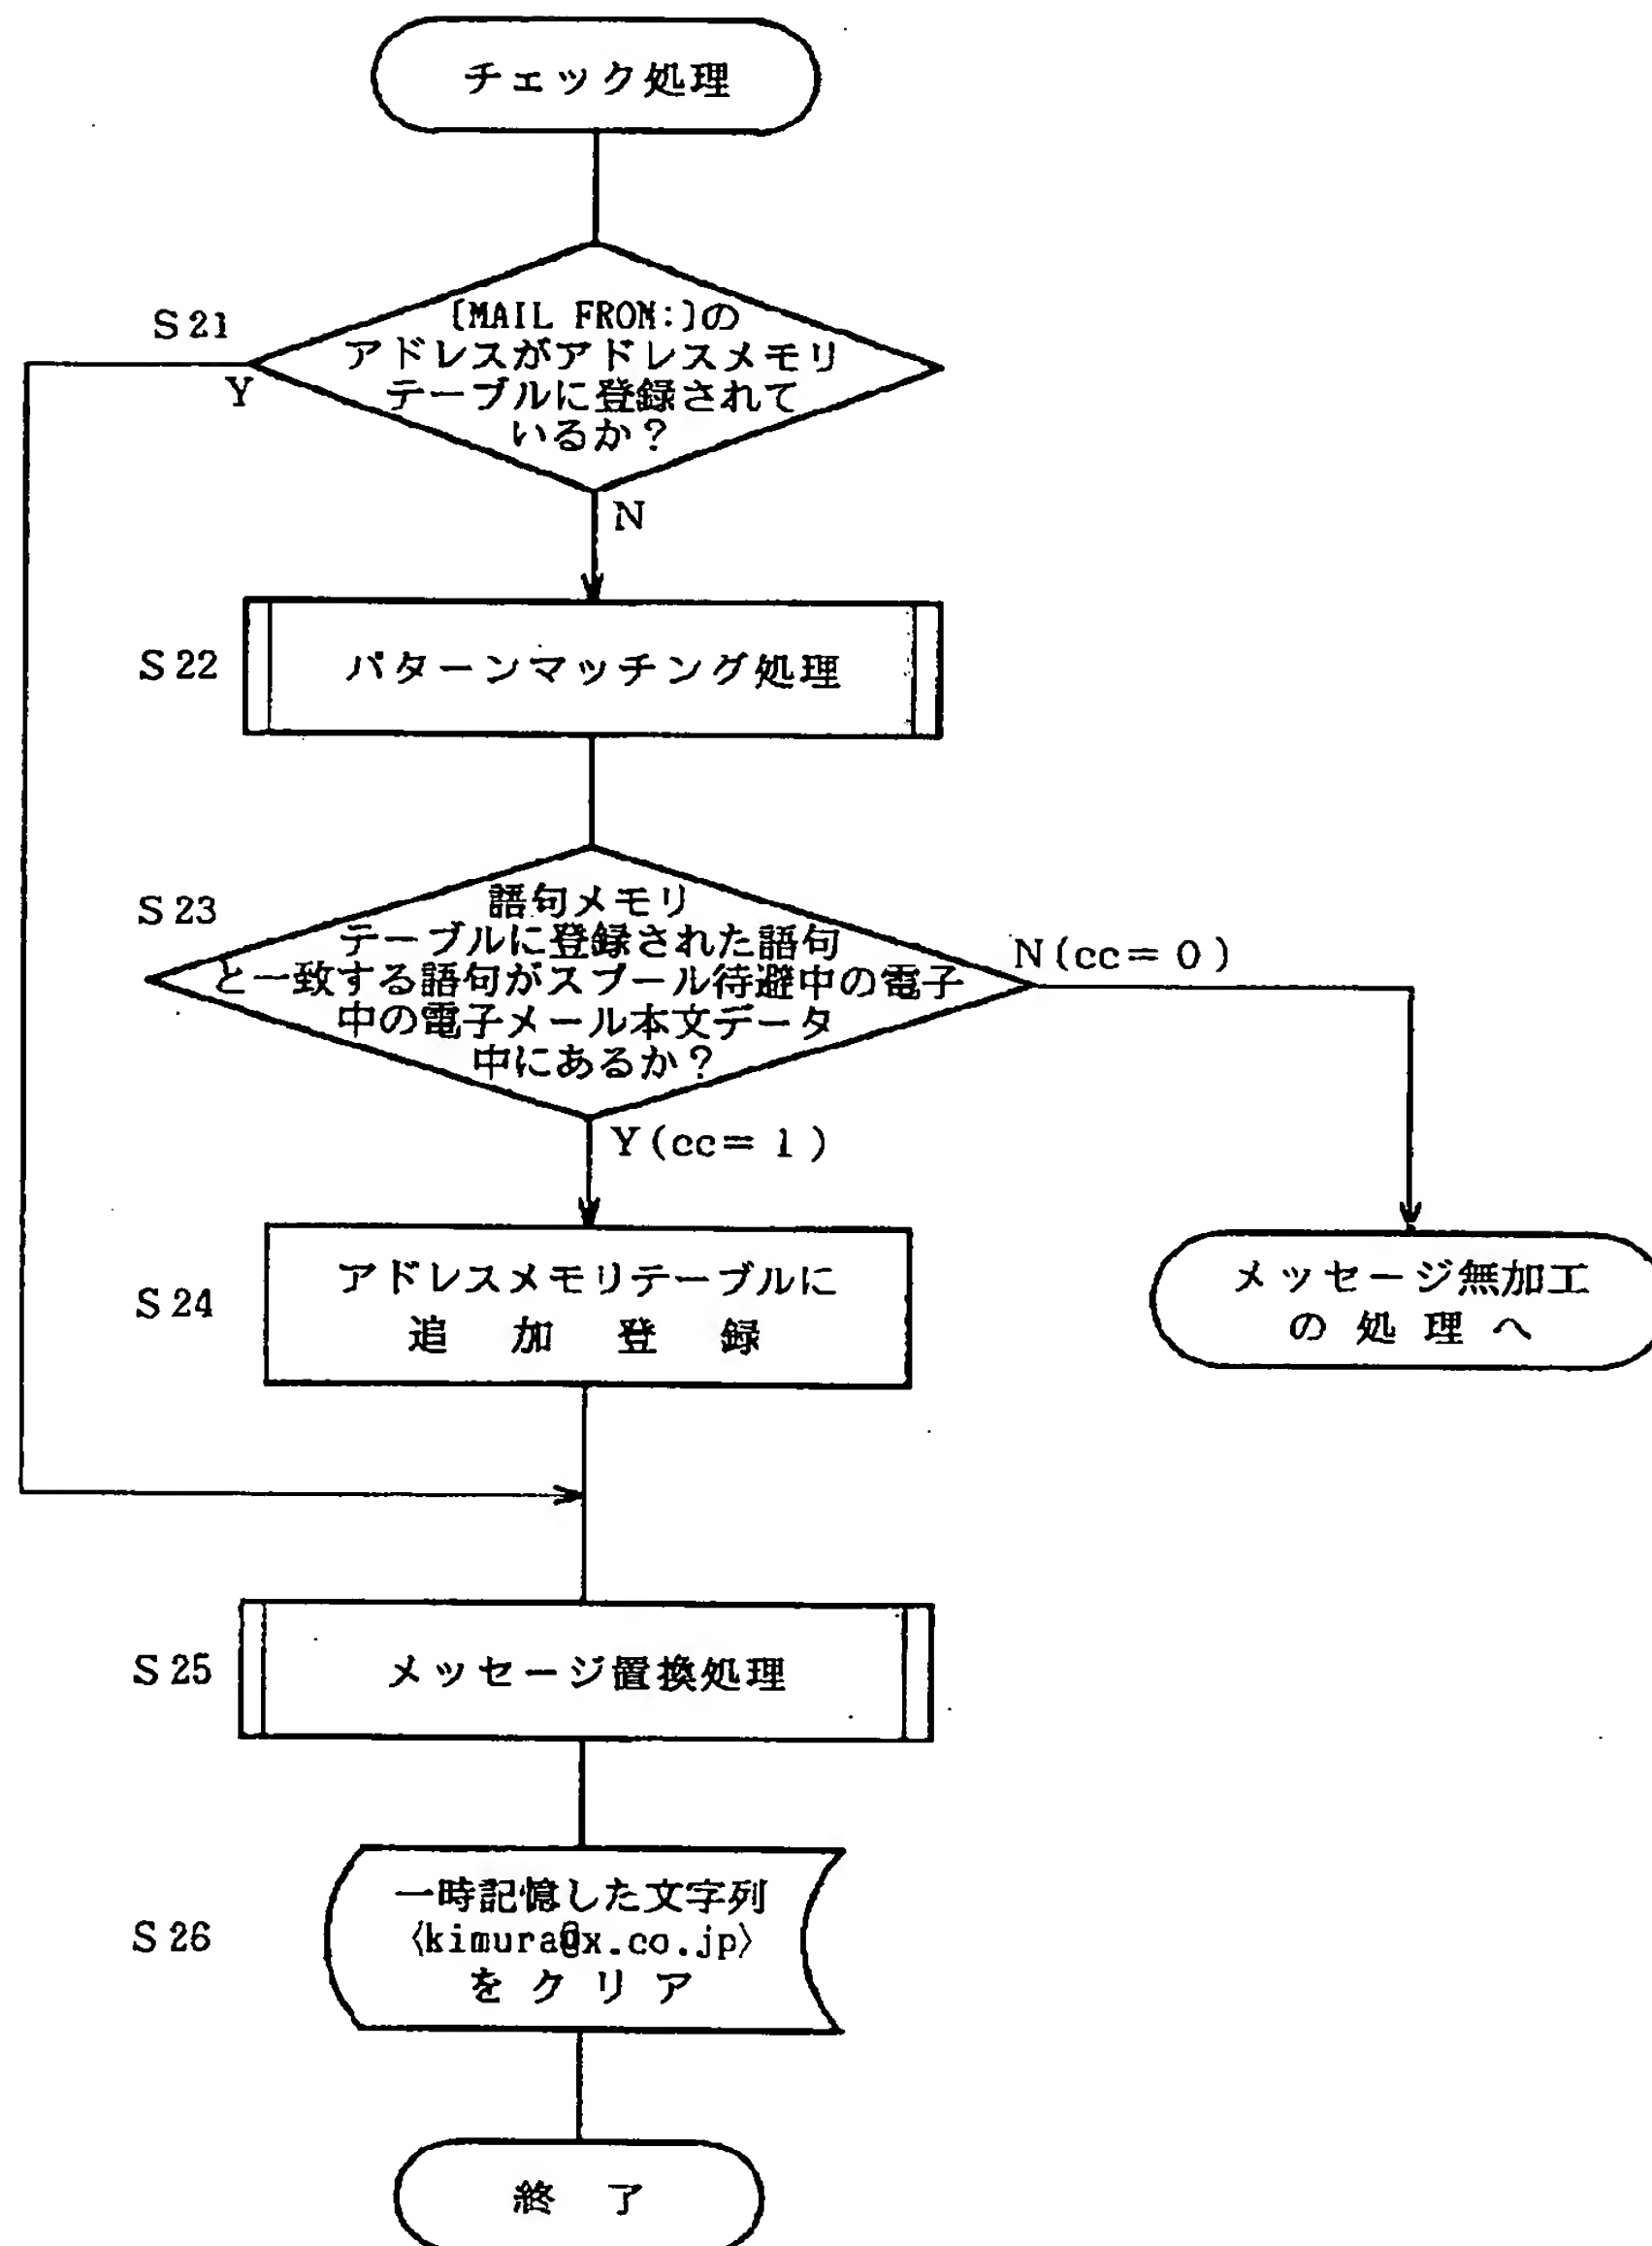 チェック処理
S21
[MAIL FROM:]の
アドレスがアドレスメモリ
テーブルに登録されて
いるか？
Y
N
S22
パターンマッチング処理
S23
語句メモリ
テーブルに登録された語句
と一致する語句がスプール待避中の電子
中の電子メール本文データ
中にあるか？
N(cc=0)
Y(cc=1)
S24
アドレスメモリテーブルに
追加登録
メッセージ無加工
の処理へ
S25
メッセージ置換処理
S26
一時記憶した文字列
〈kimura@x.co.jp〉
をクリア
終了